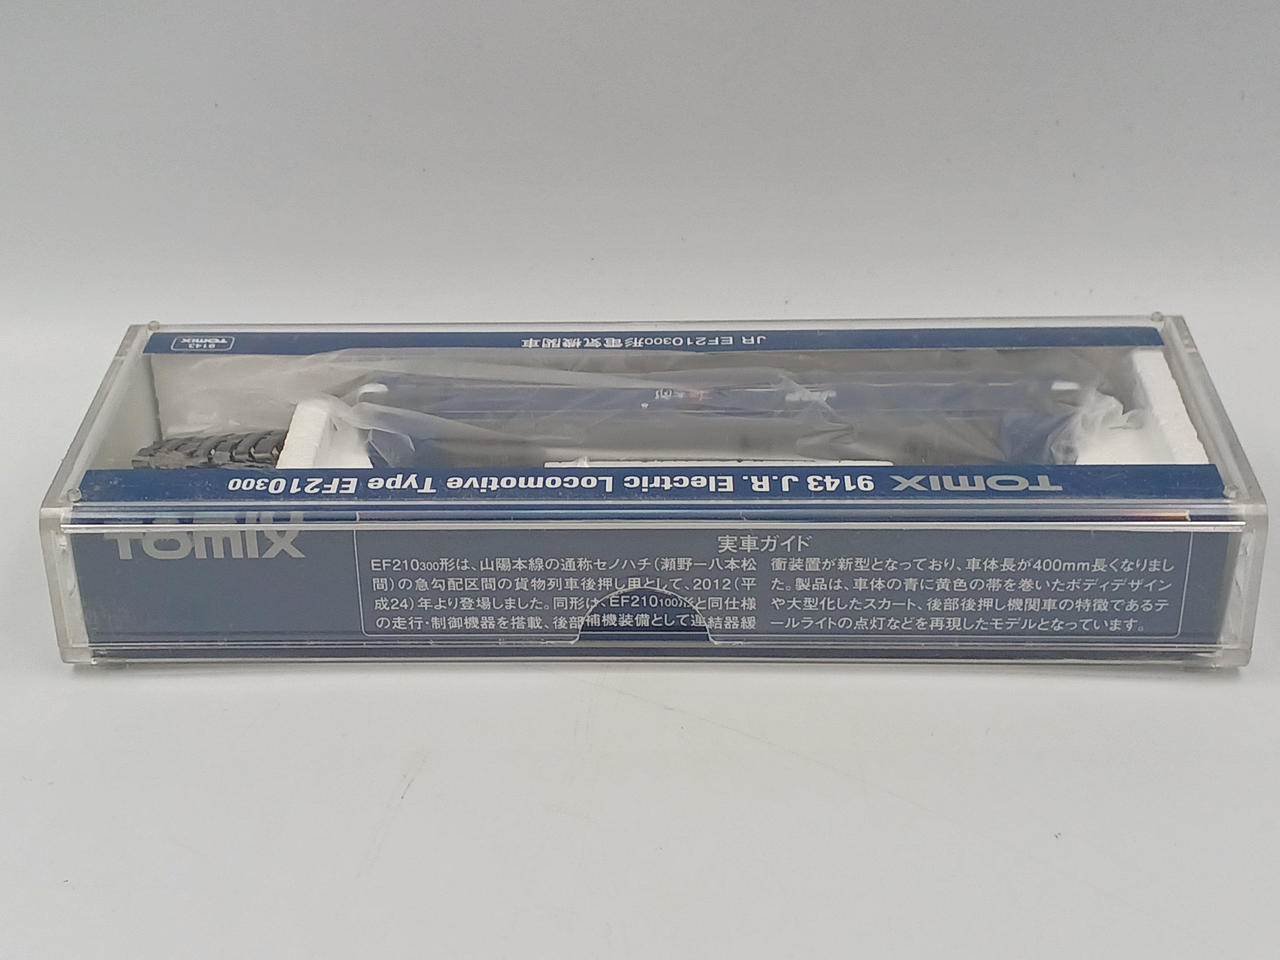 JR EF210300形電気機関車
9143
TOMIX
TOMIX 9143 J.R. Electric Locomotive Type EF210300
TOMIX
実車ガイド
EF210300形は、山陽本線の通称セノハチ(瀬野ー八本松
間)の急勾配区間の貨物列車後押し用として、2012(平
成24)年より登場しました。同形は、EF210100形と同仕様
の走行・制御機器を搭載、後部補機装備として連結器緩
衝装置が新型となっており、車体長が400mm長くなりまし
た。製品は、車体の青に黄色の帯を巻いたボディデザイン
や大型化したスカート、後部後押し機関車の特徴であるテ
ールライトの点灯などを再現したモデルとなっています。